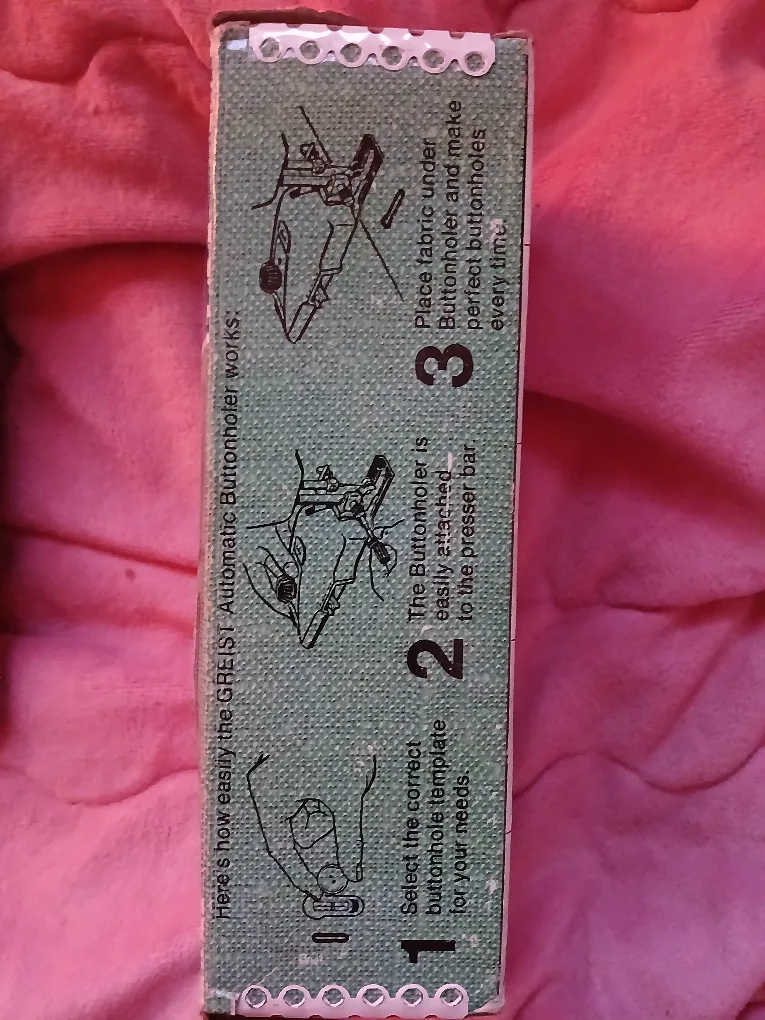 Here's how easily the GREIST Automatic Buttonholer works:
1
Select the correct
buttonhole template
for your needs.
2
The Buttonholer is
easily attached
to the presser bar.
3
Place fabric under
Buttonholer and make
perfect buttonholes
every time.